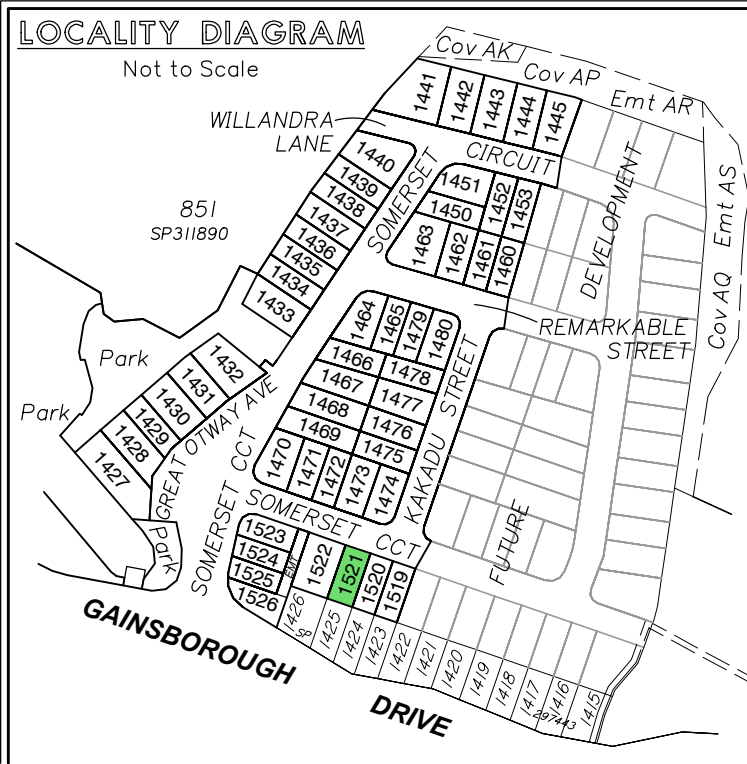 LOCALITY DIAGRAM
Not to Scale
Cov AK
Cov AP
Emt AR
1441
1442
1443
1444
1445
WILLANDRA
LANE
CIRCUIT
SOMERSET
DEVELOPMENT
Emt AS
Cov AQ
1440
1439
1438
1437
1436
1435
1434
1433
851
SP311890
1451
1452
1453
1450
1463
1462
1461
1460
REMARKABLE
STREET
1464
1465
1479
1480
1466
1478
1467
1477
1468
1476
1469
1475
1470
1471
1472
1473
1474
KAKADU STREET
Park
Park
1432
1431
1430
1429
1428
1427
GREAT OTWAY AVE
Park
SOMERSET CCT
SOMERSET CCT
FUTURE
1523
1524
1525
1526
EMT
1522
1521
1520
1519
1426
SP
1425
1424
1423
1422
1421
1420
1419
1418
1417
1416
1415
297443
GAINSBOROUGH DRIVE